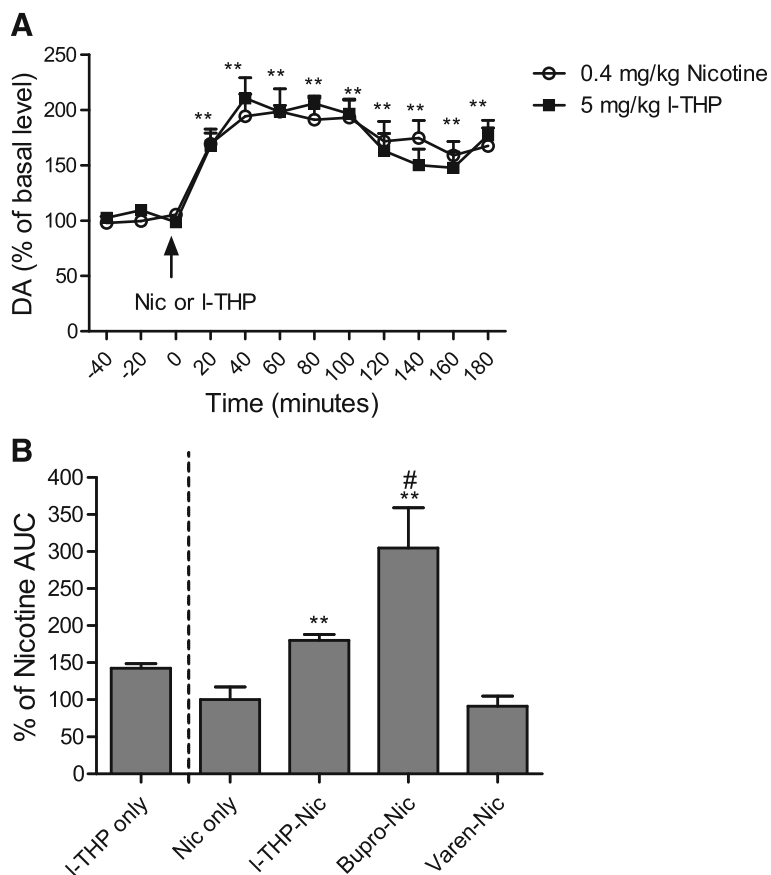 A
DA (% of basal level)
250
200
150
100
50
0
** ** ** ** ** ** ** ** **
0.4 mg/kg Nicotine
5 mg/kg l-THP
Nic or l-THP
-40 -20 0 20 40 60 80 100 120 140 160 180
Time (minutes)
B
% of Nicotine AUC
400
350
300
250
200
150
100
50
0
#
**
**
l-THP only
Nic only
l-THP-Nic
Bupro-Nic
Varen-Nic